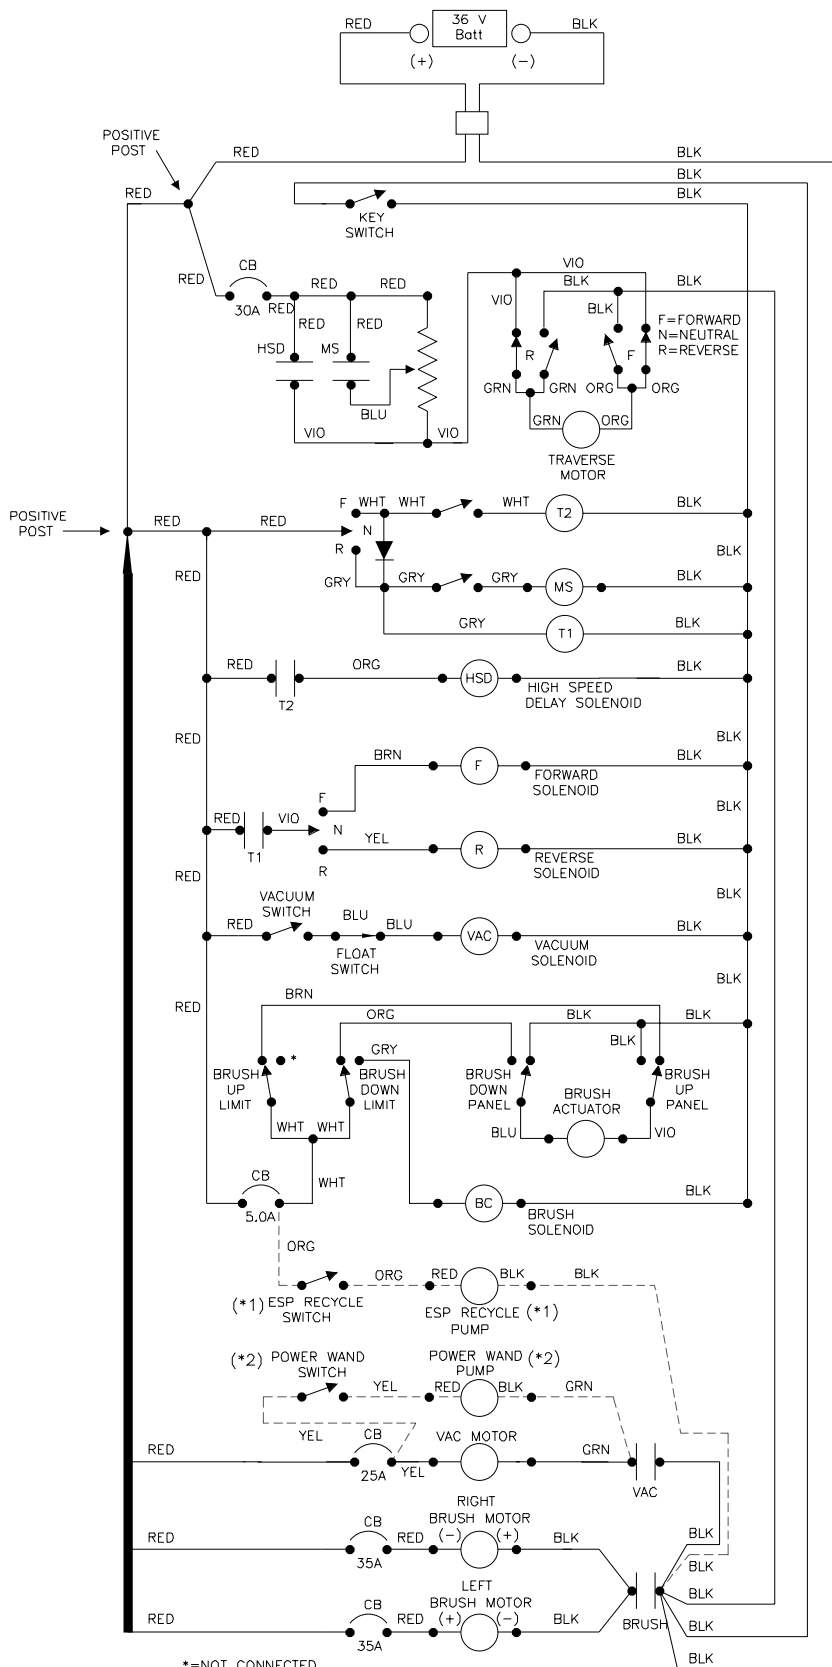 RED
36 V
Batt
BLK
(+)
(-)
POSITIVE
POST
RED
BLK
BLK
RED
BLK
KEY
SWITCH
RED
CB
30A
RED
RED
RED
RED
RED
HSD
MS
BLU
VIO
VIO
VIO
VIO
BLK
BLK
BLK
R
F
F=FORWARD
N=NEUTRAL
R=REVERSE
GRN
GRN
ORG
ORG
GRN
ORG
TRAVERSE
MOTOR
POSITIVE
POST
RED
RED
F
N
R
WHT
WHT
WHT
T2
BLK
BLK
RED
GRY
GRY
GRY
MS
BLK
GRY
T1
BLK
RED
T2
ORG
HSD
BLK
HIGH SPEED
DELAY SOLENOID
RED
BLK
BRN
F
BLK
FORWARD
SOLENOID
BLK
RED
T1
VIO
F
N
R
YEL
R
BLK
REVERSE
SOLENOID
RED
BLK
VACUUM
SWITCH
RED
BLU
BLU
FLOAT
SWITCH
VAC
BLK
VACUUM
SOLENOID
BLK
RED
BRN
ORG
BLK
BLK
BLK
*
GRY
BRUSH
UP
LIMIT
BRUSH
DOWN
LIMIT
BRUSH
DOWN
PANEL
BRUSH
ACTUATOR
BRUSH
UP
PANEL
WHT
WHT
BLU
VIO
WHT
CB
5.0A
BC
BLK
BRUSH
SOLENOID
ORG
ORG
RED
BLK
BLK
(*1) ESP RECYCLE
SWITCH
ESP RECYCLE (*1)
PUMP
(*2) POWER WAND
SWITCH
POWER WAND (*2)
PUMP
YEL
RED
BLK
GRN
YEL
RED
CB
25A
YEL
VAC MOTOR
GRN
VAC
RED
CB
35A
RED
RIGHT
BRUSH MOTOR
(-)
(+)
BLK
BLK
BLK
RED
CB
35A
RED
LEFT
BRUSH MOTOR
(+)
(-)
BLK
BRUSH
BLK
BLK
BLK
*=NOT CONNECTED